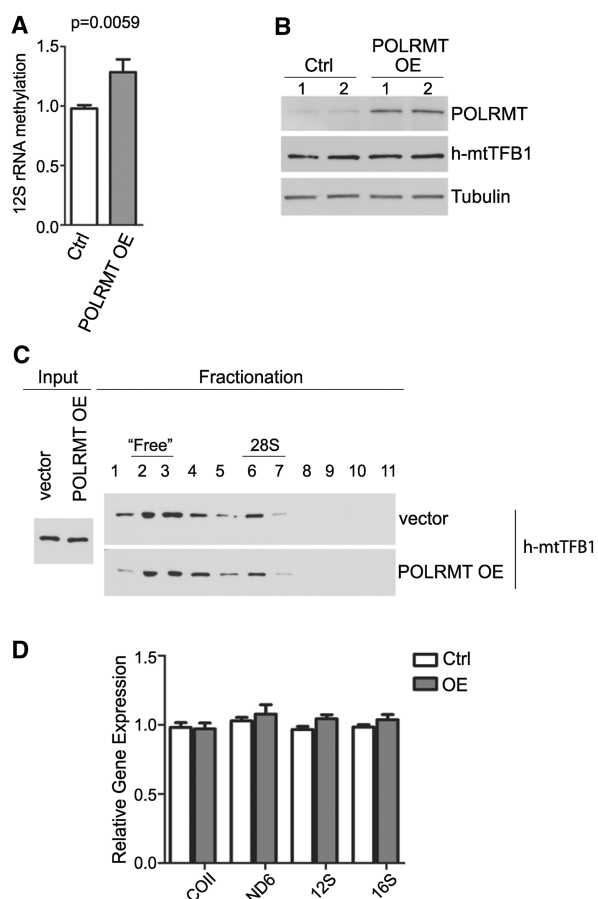 A
p=0.0059
12S rRNA methylation
1.5
1.0
0.5
0.0
Ctrl
POLRMT OE
B
Ctrl
POLRMT
OE
1 2 1 2
POLRMT
h-mtTFB1
Tubulin
C
Input
Fractionation
vector
POLRMT OE
“Free”
28S
1 2 3 4 5 6 7 8 9 10 11
vector
POLRMT OE
h-mtTFB1
D
Relative Gene Expression
1.5
1.0
0.5
0.0
COII
ND6
12S
16S
Ctrl
OE